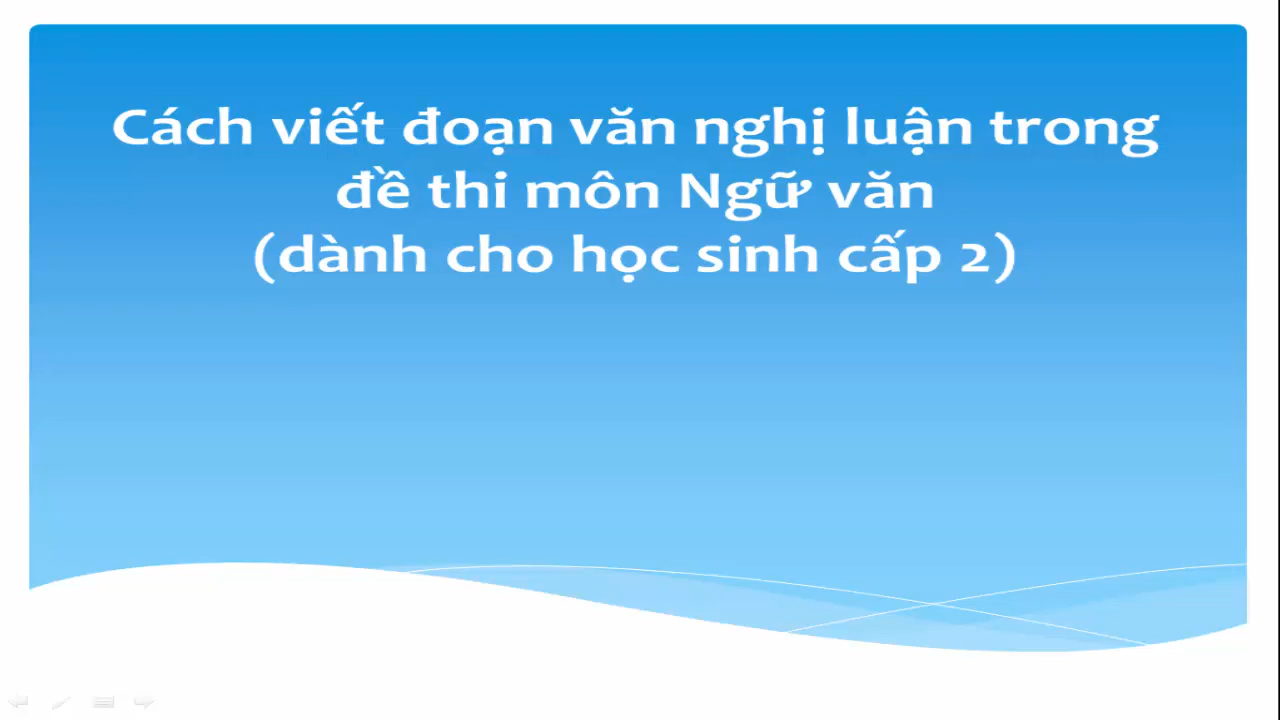 Cách viết đoạn văn nghị luận trong
đề thi môn Ngữ văn
(dành cho học sinh cấp 2)